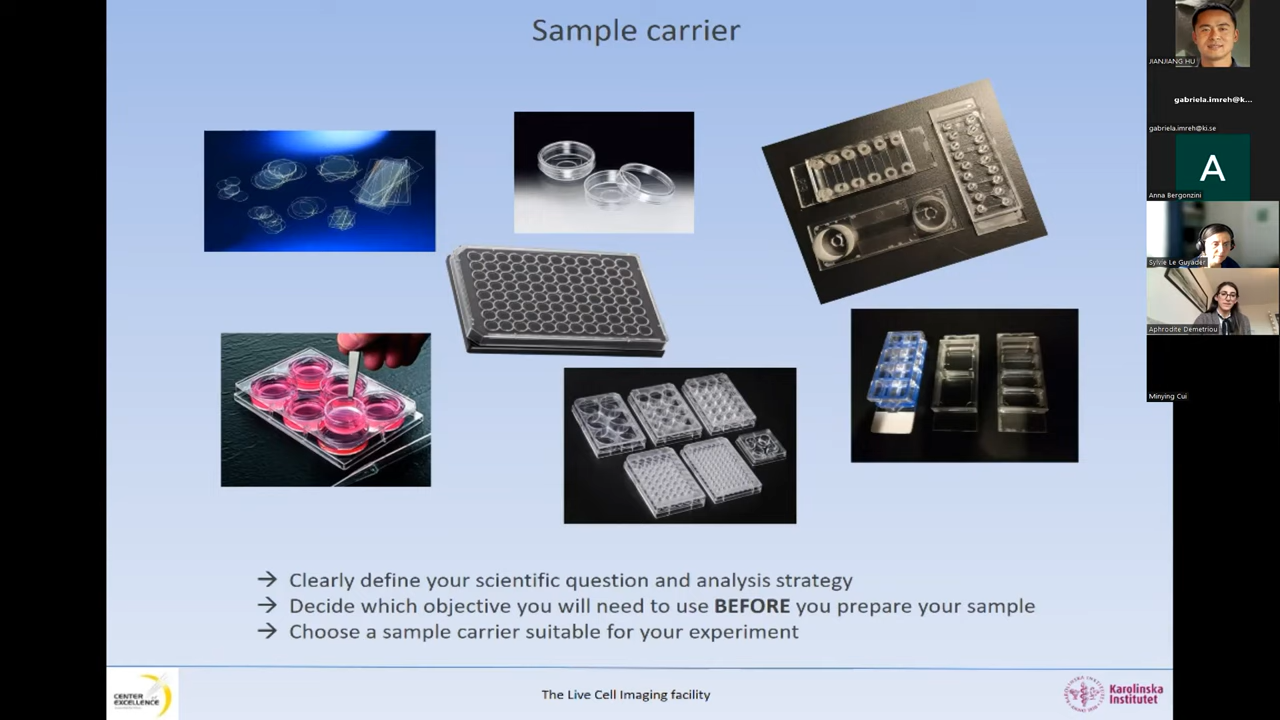 Sample carrier
→ Clearly define your scientific question and analysis strategy
→ Decide which objective you will need to use BEFORE you prepare your sample
→ Choose a sample carrier suitable for your experiment
CENTER
EXCELLENCE
The Live Cell Imaging facility
Karolinska
Institutet
JIANJIANG HU
gabriela.imreh@k...
gabriela.imreh@ki.se
A
Anna Bergonzini
Sylvie Le Guyader
Aphrodite Demetriou
Minying Cui